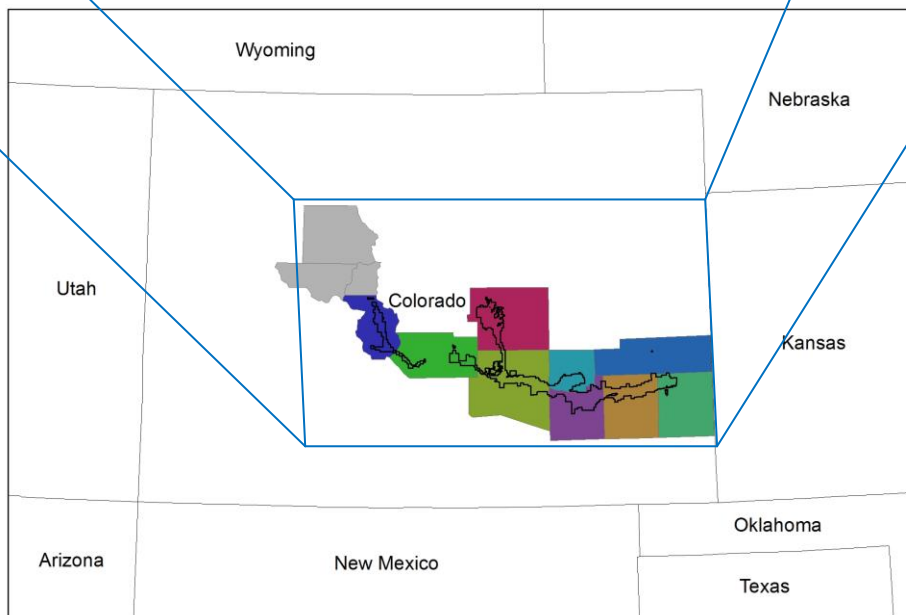 Wyoming
Nebraska
Utah
Colorado
Kansas
Oklahoma
Arizona
New Mexico
Texas